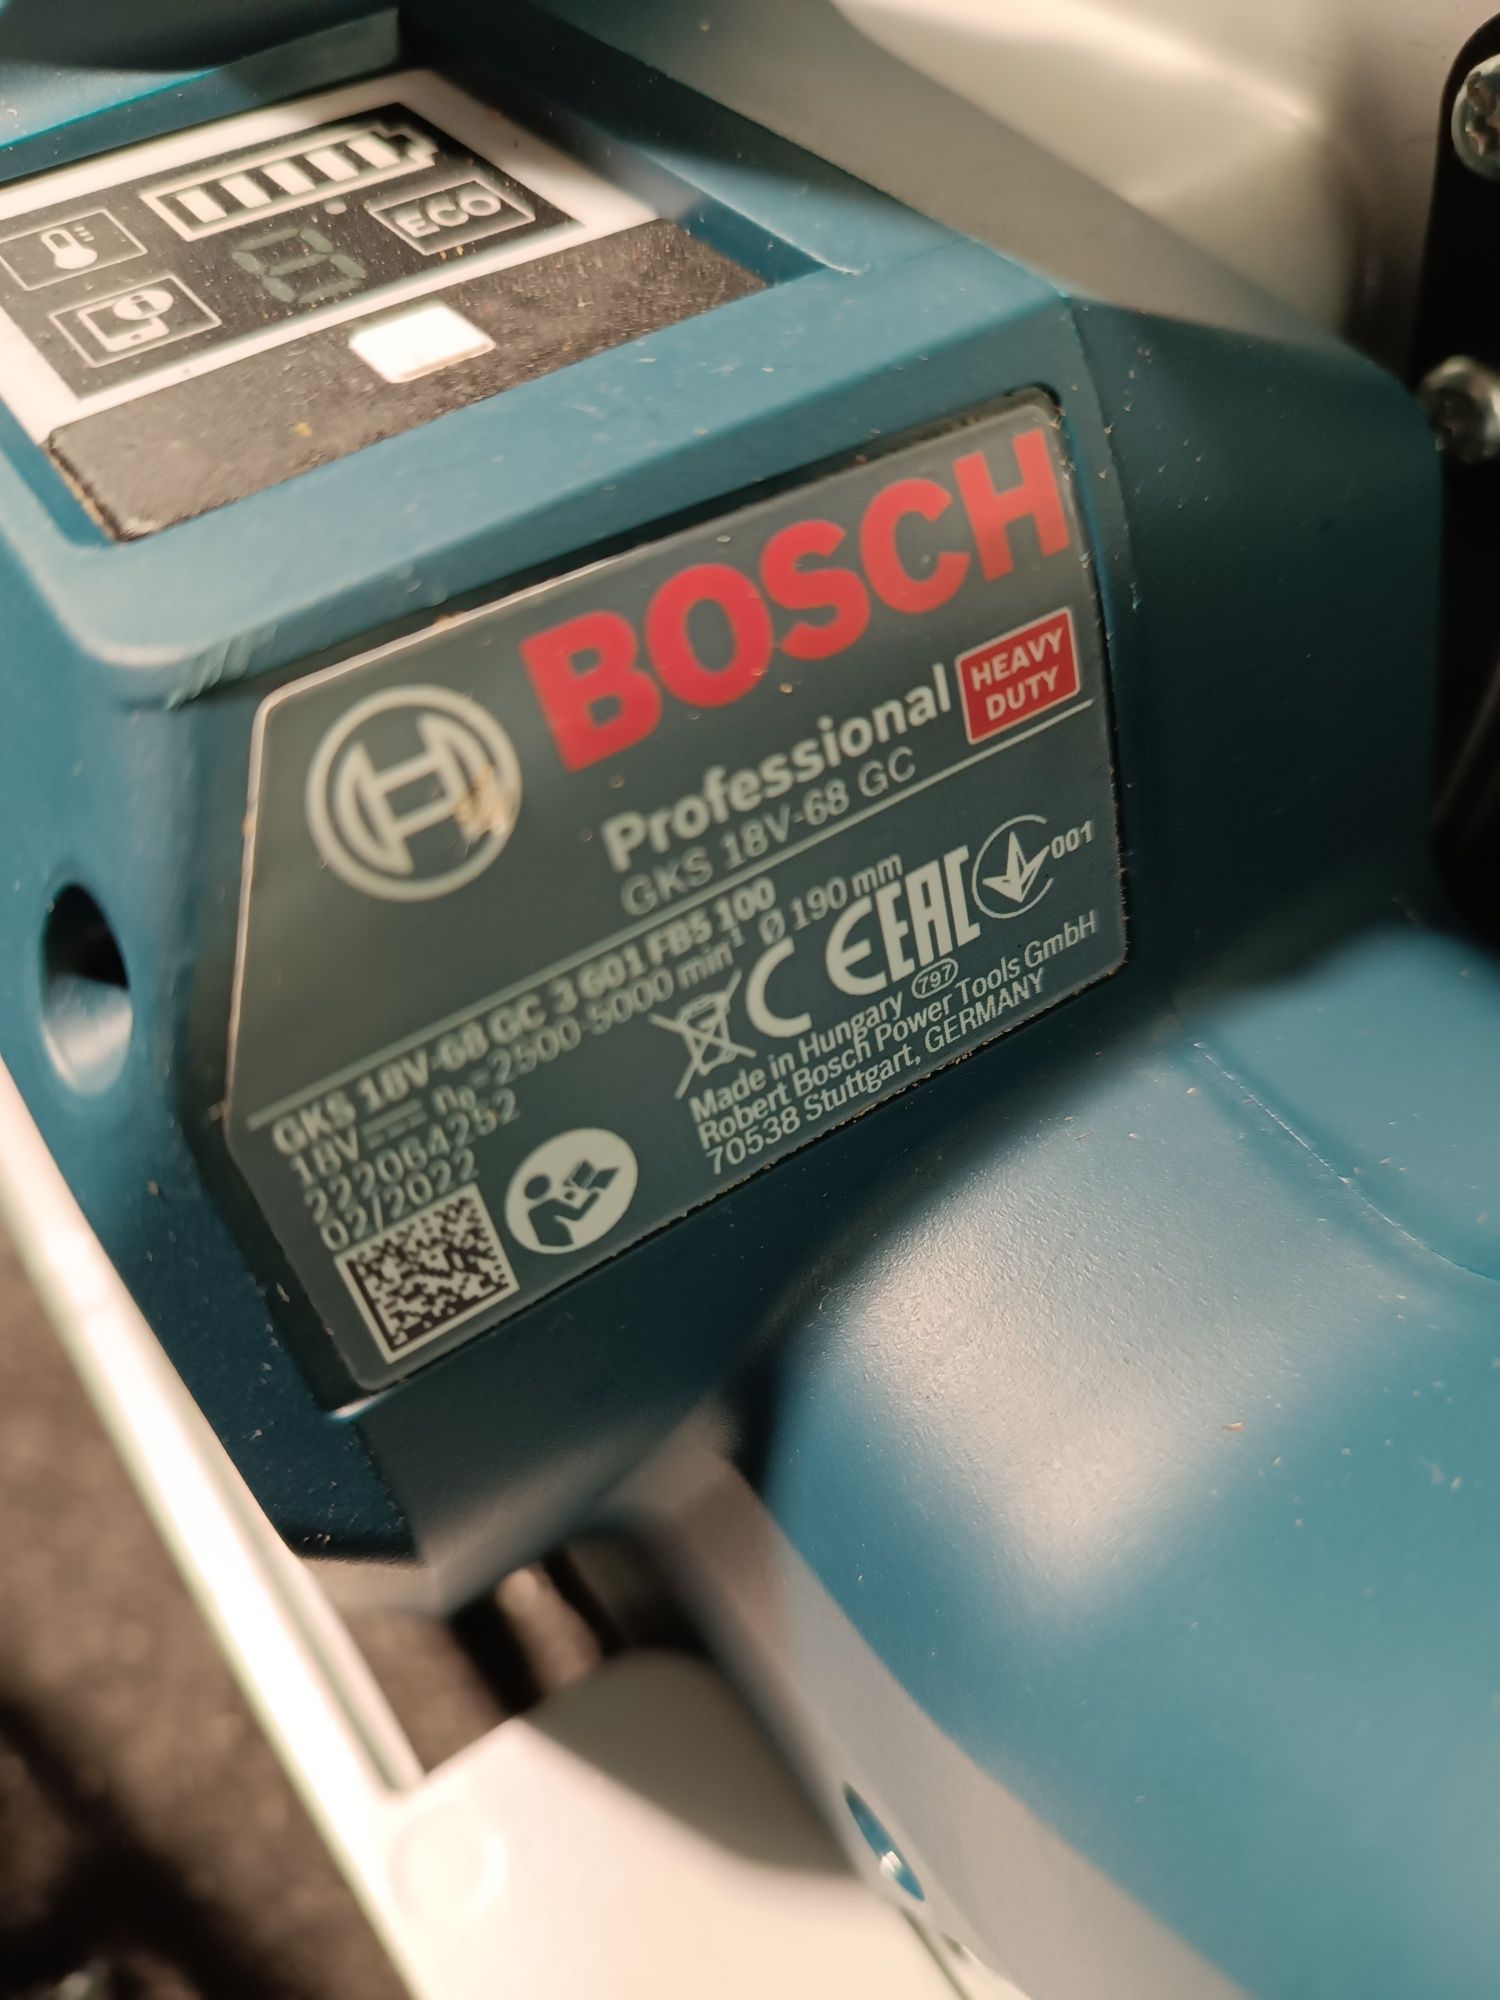 ECO
BOSCH
Professional
HEAVY
DUTY
GKS 18V-68 GC
GKS 18V-68 GC 3 601 FB5 100
18V n₀=2500-5000 min⁻¹ Ø 190 mm
222064252
02/2022
CE EAC 001
Made in Hungary 797
Robert Bosch Power Tools GmbH
70538 Stuttgart, GERMANY